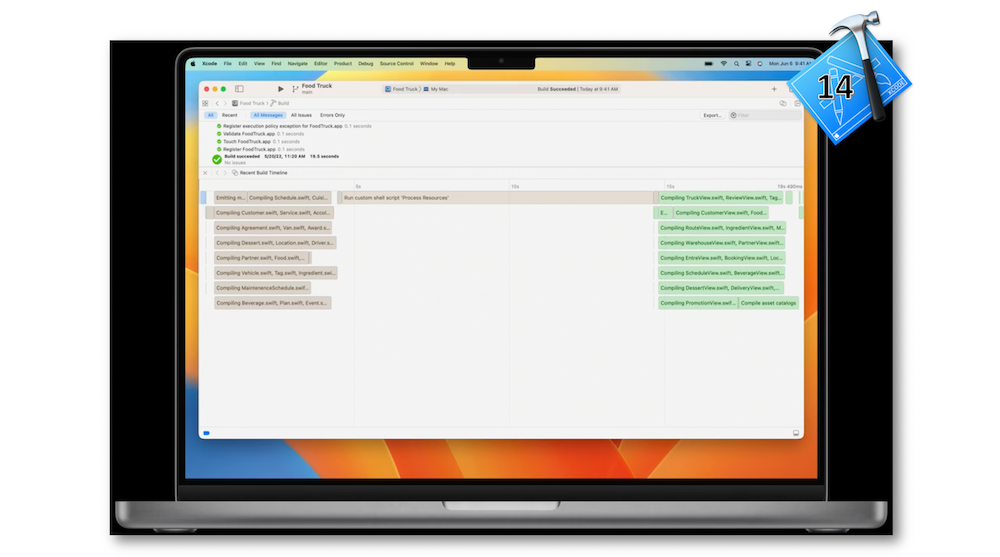 14
XCODE
Xcode File Edit View Find Navigate Editor Product Debug Source Control Window Help
Mon Jun 6 9:41 AM
Food Truck
main
Food Truck My Mac
Build Succeeded | Today at 9:41 AM
Food Truck Build
All Recent All Messages All Issues Errors Only
Export... Filter
Register execution policy exception for FoodTruck.app 0.1 seconds
Validate FoodTruck.app 0.1 seconds
Touch FoodTruck.app 0.1 seconds
Register FoodTruck.app 0.1 seconds
Build succeeded 5/20/22, 11:20 AM 19.5 seconds
No issues
Recent Build Timeline
5s 10s 15s 19s 490ms
Emitting m... Compiling Schedule.swift, Cuisi... Run custom shell script 'Process Resources' Compiling TruckView.swift, ReviewView.swift, Tag...
Compiling Customer.swift, Service.swift, Accol... E... Compiling CustomerView.swift, Food...
Compiling Agreement.swift, Van.swift, Award.s... Compiling RouteView.swift, IngredientView.swift, M...
Compiling Dessert.swift, Location.swift, Driver.s... Compiling WarehouseView.swift, PartnerView.swift...
Compiling Partner.swift, Food.swift,... Compiling EntreView.swift, BookingView.swift, Loc...
Compiling Vehicle.swift, Tag.swift, Ingredient.swi... Compiling ScheduleView.swift, BeverageView.swift...
Compiling MaintenenceSchedule.swif... Compiling DessertView.swift, DeliveryView.swift,...
Compiling Beverage.swift, Plan.swift, Event.s... Compiling PromotionView.swif... Compile asset catalogs